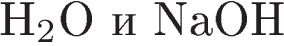 H₂O и NaOH